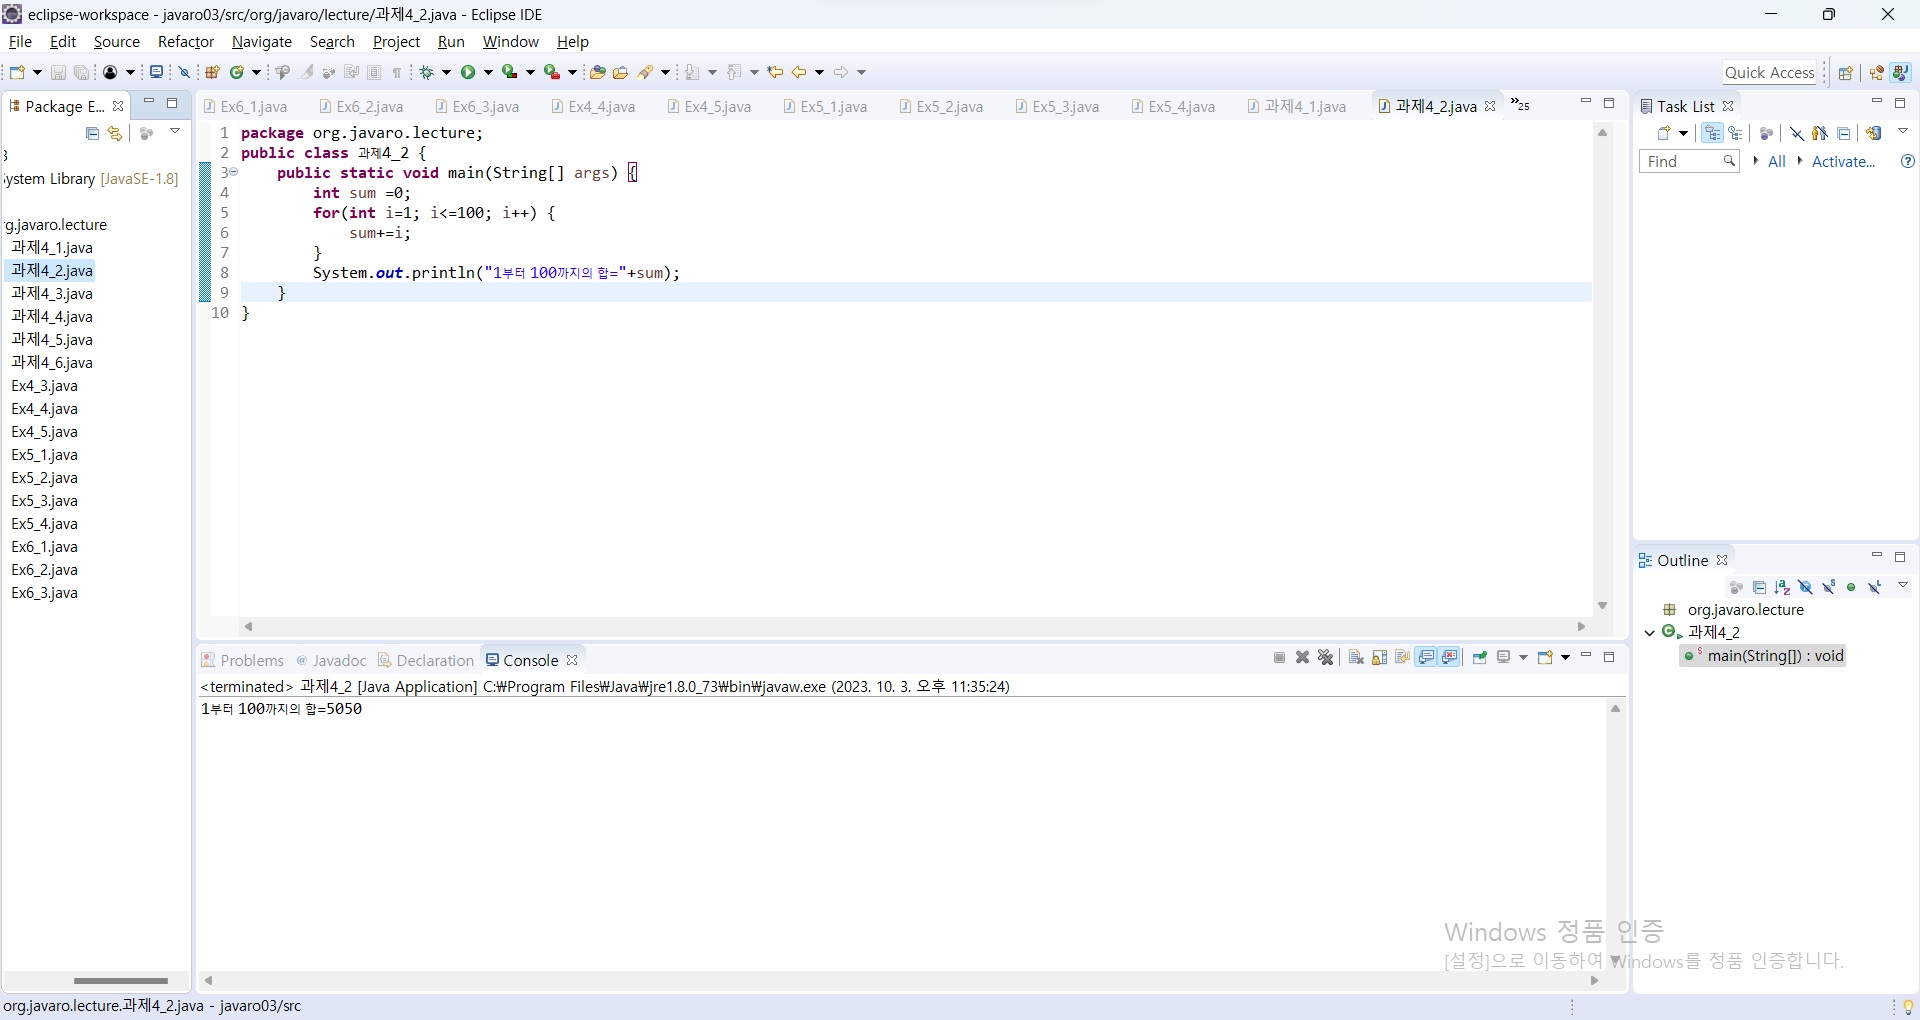 eclipse-workspace - javaro03/src/org/javaro/lecture/과제4_2.java - Eclipse IDE
File Edit Source Refactor Navigate Search Project Run Window Help
Quick Access
Package E...
Ex6_1.java Ex6_2.java Ex6_3.java Ex4_4.java Ex4_5.java Ex5_1.java Ex5_2.java Ex5_3.java Ex5_4.java 과제4_1.java 과제4_2.java »25
System Library [JavaSE-1.8]
g.javaro.lecture
과제4_1.java
과제4_2.java
과제4_3.java
과제4_4.java
과제4_5.java
과제4_6.java
Ex4_3.java
Ex4_4.java
Ex4_5.java
Ex5_1.java
Ex5_2.java
Ex5_3.java
Ex5_4.java
Ex6_1.java
Ex6_2.java
Ex6_3.java
1 package org.javaro.lecture;
2 public class 과제4_2 {
3 public static void main(String[] args) {
4 int sum =0;
5 for(int i=1; i<=100; i++) {
6 sum+=i;
7 }
8 System.out.println("1부터 100까지의 합="+sum);
9 }
10 }
Task List
Find All Activate...
Outline
org.javaro.lecture
과제4_2
main(String[]) : void
Problems Javadoc Declaration Console
<terminated> 과제4_2 [Java Application] C:₩Program Files₩Java₩jre1.8.0_73₩bin₩javaw.exe (2023. 10. 3. 오후 11:35:24)
1부터 100까지의 합=5050
Windows 정품 인증
[설정]으로 이동하여 Windows를 정품 인증합니다.
org.javaro.lecture.과제4_2.java - javaro03/src